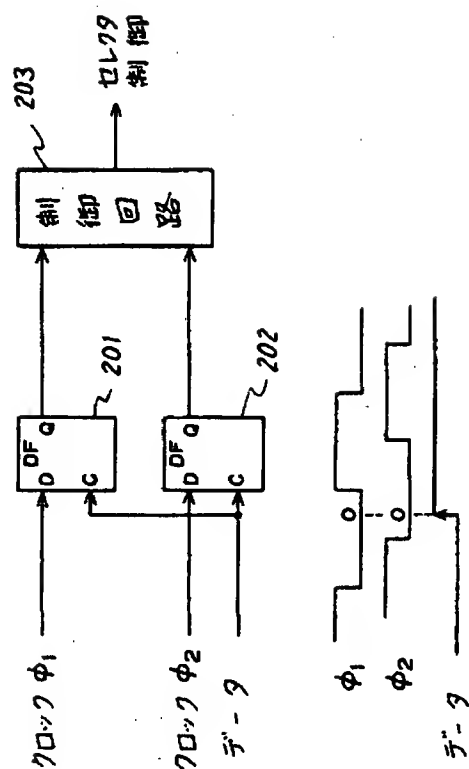 クロック φ1
D DF Q
C
201
制御回路
203
セレクタ
制御
クロック φ2
データ
D DF Q
C
202
φ1
0
φ2
0
データ